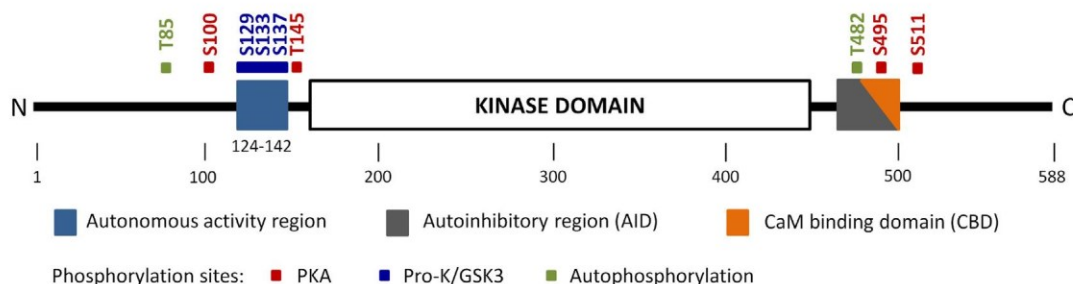 T85 S100 S129 S133 S137 T145 T482 S495 S511
N KINASE DOMAIN C
124-142
1 100 200 300 400 500 588
Autonomous activity region Autoinhibitory region (AID) CaM binding domain (CBD)
Phosphorylation sites: PKA Pro-K/GSK3 Autophosphorylation